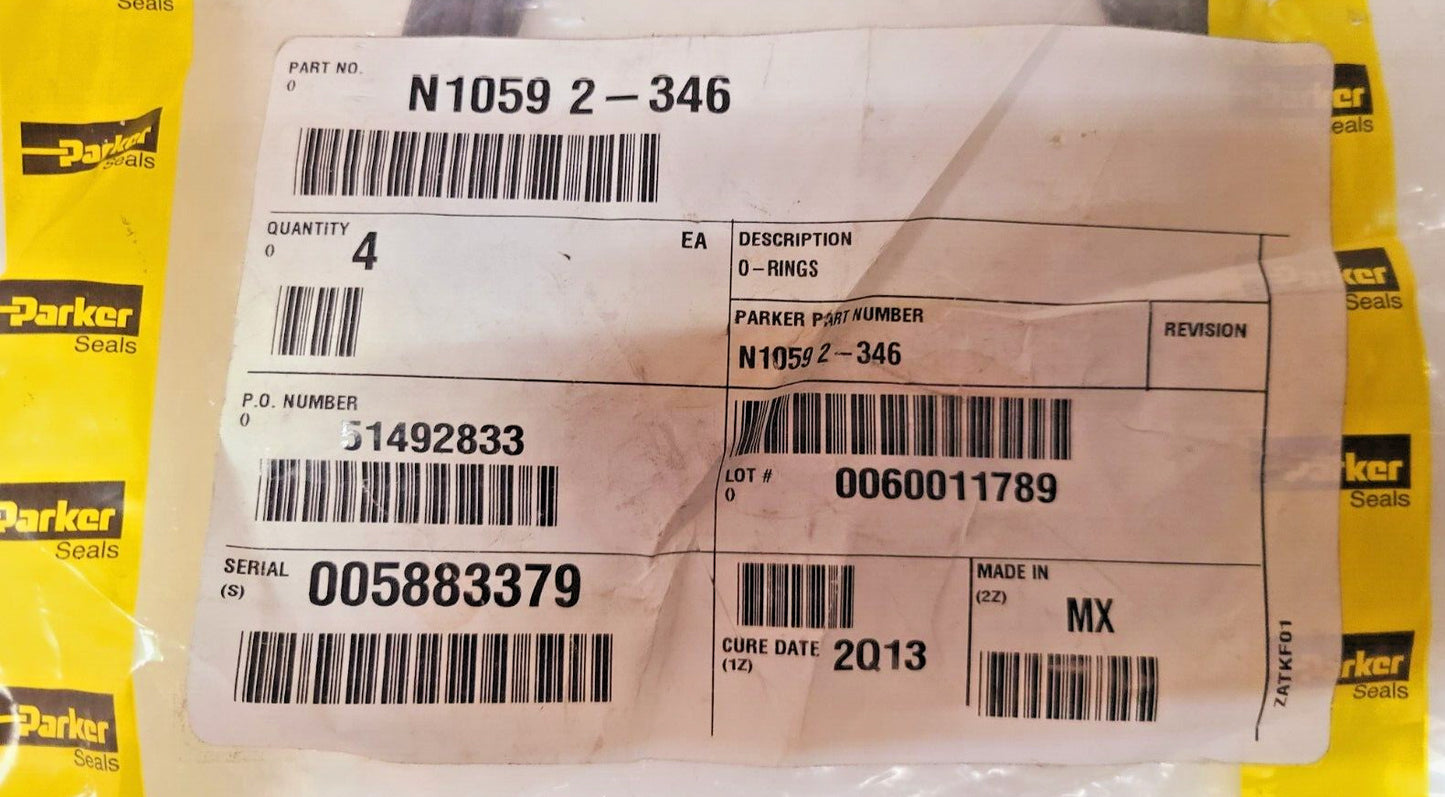 Seals
Parker
Seals
Parker
Seals
Parker
Seals
Parker
Seals
PART NO.
0
N1059 2-346
QUANTITY
0
4
EA
DESCRIPTION
O-RINGS
PARKER PART NUMBER
N1059 2-346
REVISION
P.O. NUMBER
0
51492833
LOT #
0
0060011789
SERIAL
(S)
005883379
CURE DATE
(1Z)
2Q13
MADE IN
(2Z)
MX
ZATKF01
Parker
Seals
Parker
Seals
Parker
Seals